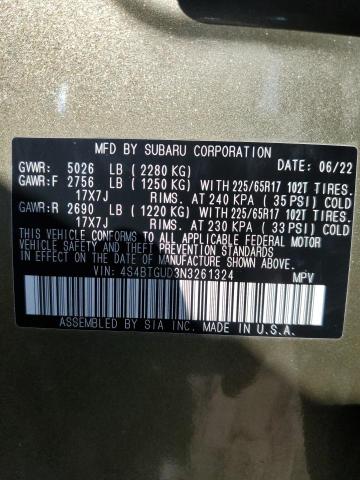 MFD BY SUBARU CORPORATION DATE: 06/22
GVWR: 5026 LB ( 2280 KG)
GAWR:F 2756 LB ( 1250 KG) WITH 225/65R17 102T TIRES.
17X7J RIMS. AT 240 KPA ( 35 PSI) COLD
GAWR:R 2690 LB ( 1220 KG) WITH 225/65R17 102T TIRES.
17X7J RIMS. AT 230 KPA ( 33 PSI) COLD
THIS VEHICLE CONFORMS TO ALL APPLICABLE FEDERAL MOTOR
VEHICLE SAFETY, BUMPER, AND THEFT PREVENTION STANDARDS
IN EFFECT ON THE DATE OF MANUFACTURE SHOWN ABOVE.
VIN: 4S4BTGUD3N3261324 MPV
ASSEMBLED BY SIA INC. MADE IN U.S.A.